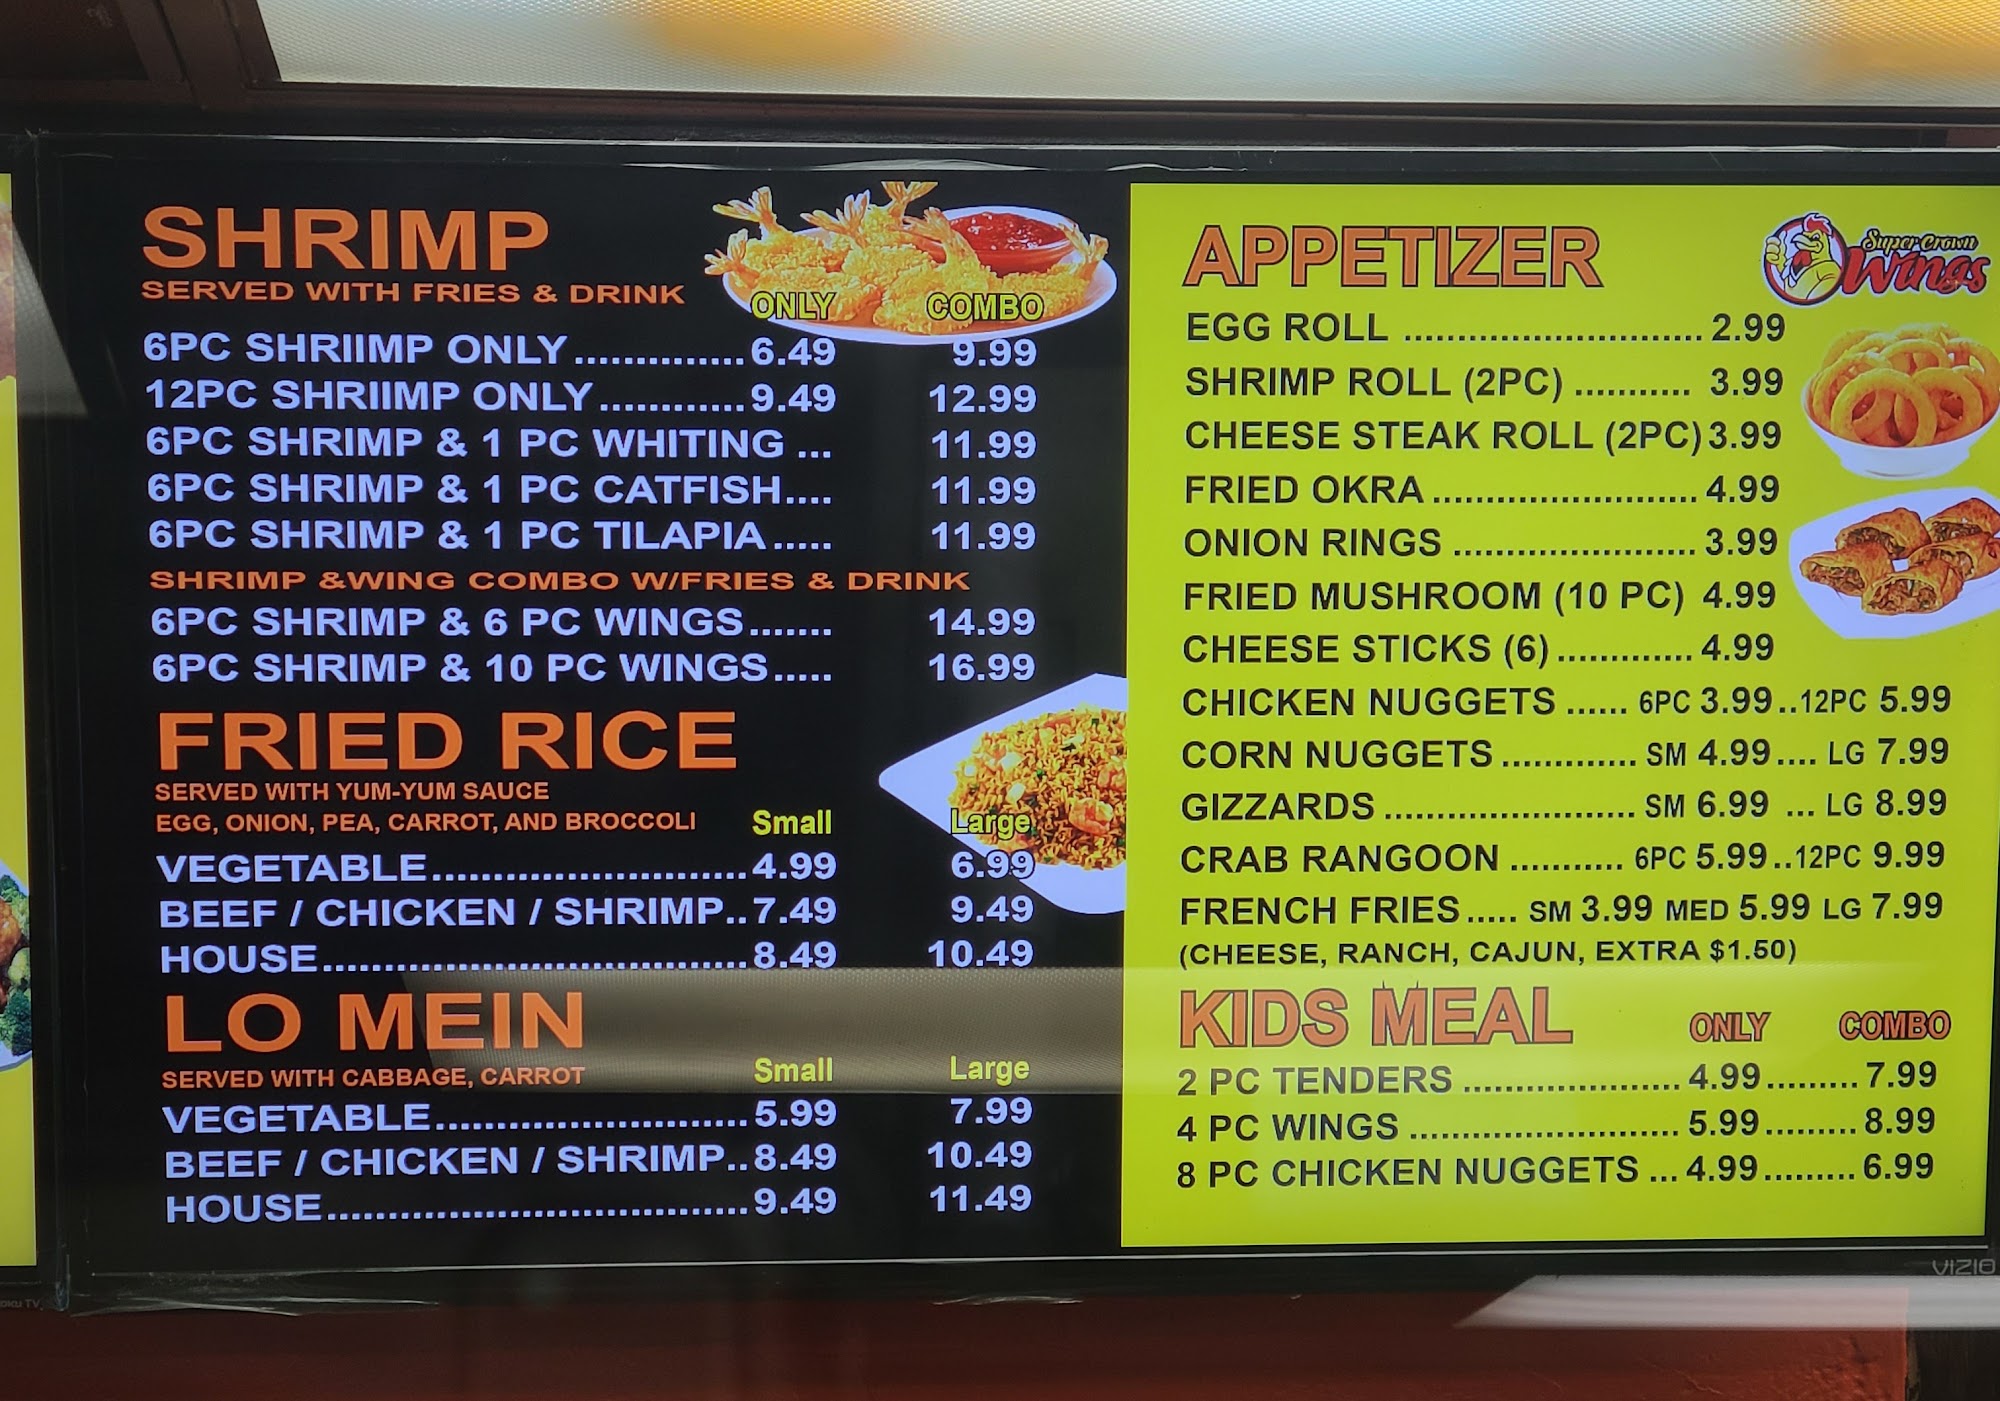 SHRIMP
SERVED WITH FRIES & DRINK
ONLY COMBO
6PC SHRIIMP ONLY..............6.49 9.99
12PC SHRIIMP ONLY............9.49 12.99
6PC SHRIMP & 1 PC WHITING ... 11.99
6PC SHRIMP & 1 PC CATFISH.... 11.99
6PC SHRIMP & 1 PC TILAPIA..... 11.99
SHRIMP &WING COMBO W/FRIES & DRINK
6PC SHRIMP & 6 PC WINGS....... 14.99
6PC SHRIMP & 10 PC WINGS..... 16.99
FRIED RICE
SERVED WITH YUM-YUM SAUCE
EGG, ONION, PEA, CARROT, AND BROCCOLI Small Large
VEGETABLE..........................4.99 6.99
BEEF / CHICKEN / SHRIMP..7.49 9.49
HOUSE...................................8.49 10.49
LO MEIN
SERVED WITH CABBAGE, CARROT Small Large
VEGETABLE..........................5.99 7.99
BEEF / CHICKEN / SHRIMP..8.49 10.49
HOUSE...................................9.49 11.49
APPETIZER
Super Crown
Wings
EGG ROLL ............................ 2.99
SHRIMP ROLL (2PC) ........... 3.99
CHEESE STEAK ROLL (2PC) 3.99
FRIED OKRA ......................... 4.99
ONION RINGS ....................... 3.99
FRIED MUSHROOM (10 PC) 4.99
CHEESE STICKS (6) ............. 4.99
CHICKEN NUGGETS ...... 6PC 3.99..12PC 5.99
CORN NUGGETS ............. SM 4.99.... LG 7.99
GIZZARDS ........................ SM 6.99 ... LG 8.99
CRAB RANGOON ........... 6PC 5.99..12PC 9.99
FRENCH FRIES ..... SM 3.99 MED 5.99 LG 7.99
(CHEESE, RANCH, CAJUN, EXTRA $1.50)
KIDS MEAL ONLY COMBO
2 PC TENDERS ..................... 4.99......... 7.99
4 PC WINGS .......................... 5.99......... 8.99
8 PC CHICKEN NUGGETS ... 4.99......... 6.99
VIZIO
TV